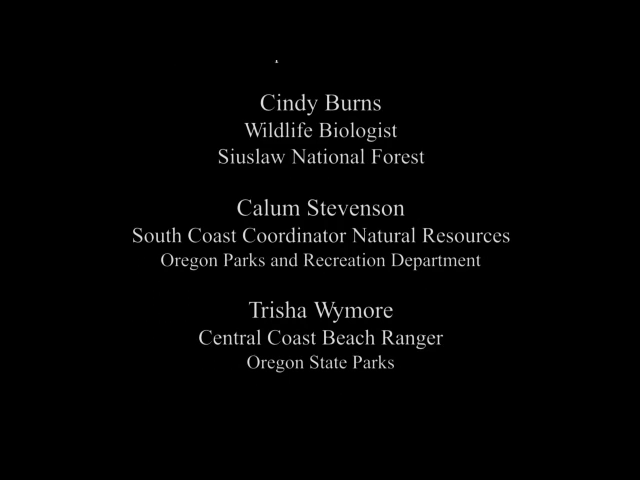 Cindy Burns
Wildlife Biologist
Siuslaw National Forest
Calum Stevenson
South Coast Coordinator Natural Resources
Oregon Parks and Recreation Department
Trisha Wymore
Central Coast Beach Ranger
Oregon State Parks